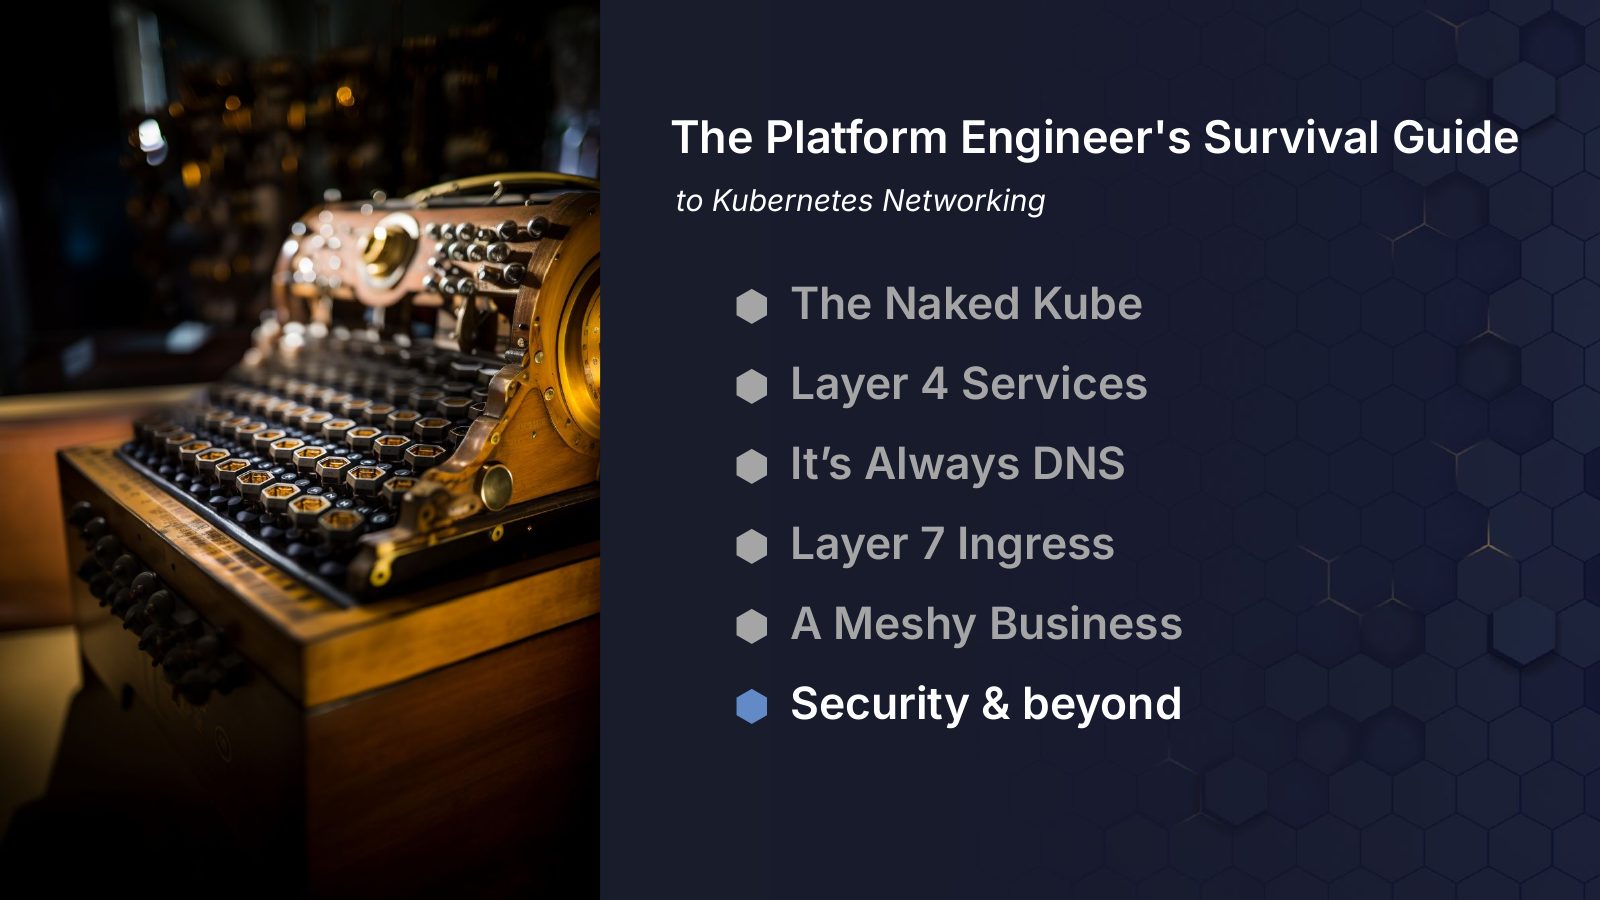 The Platform Engineer's Survival Guide
to Kubernetes Networking
The Naked Kube
Layer 4 Services
It’s Always DNS
Layer 7 Ingress
A Meshy Business
Security & beyond